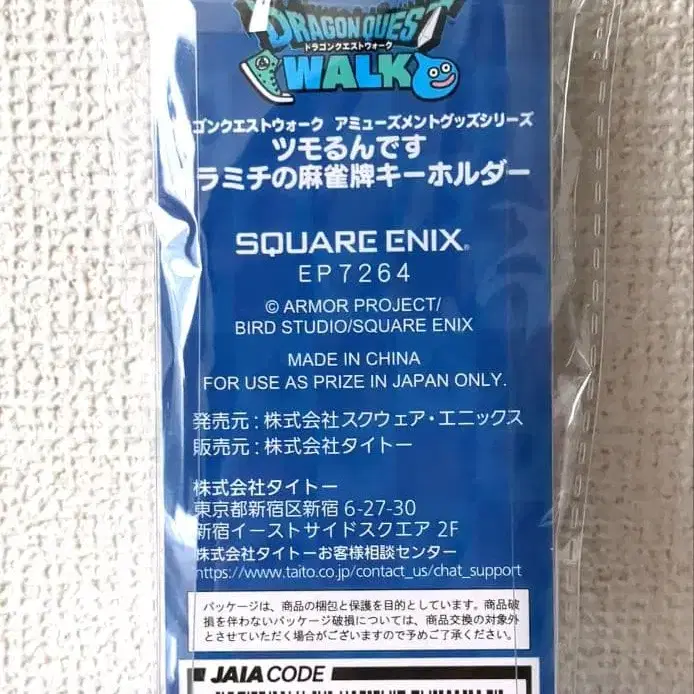 DRAGON QUEST
ドラゴンクエストウォーク
WALK
ゴンクエストウォーク アミューズメントグッズシリーズ
ツモるんです
ラミチの麻雀牌キーホルダー
SQUARE ENIX®
EP7264
© ARMOR PROJECT/
BIRD STUDIO/SQUARE ENIX
MADE IN CHINA
FOR USE AS PRIZE IN JAPAN ONLY.
発売元：株式会社スクウェア・エニックス
販売元：株式会社タイトー
株式会社タイトー
東京都新宿区新宿 6-27-30
新宿イーストサイドスクエア 2F
株式会社タイトーお客様相談センター
https://www.taito.co.jp/contact_us/chat_support
パッケージは、商品の梱包と保護を目的としています。商品破
損を伴わないパッケージ破損については、商品交換の対象外
とさせていただく場合がございますので予めご了承ください。
JAIA CODE